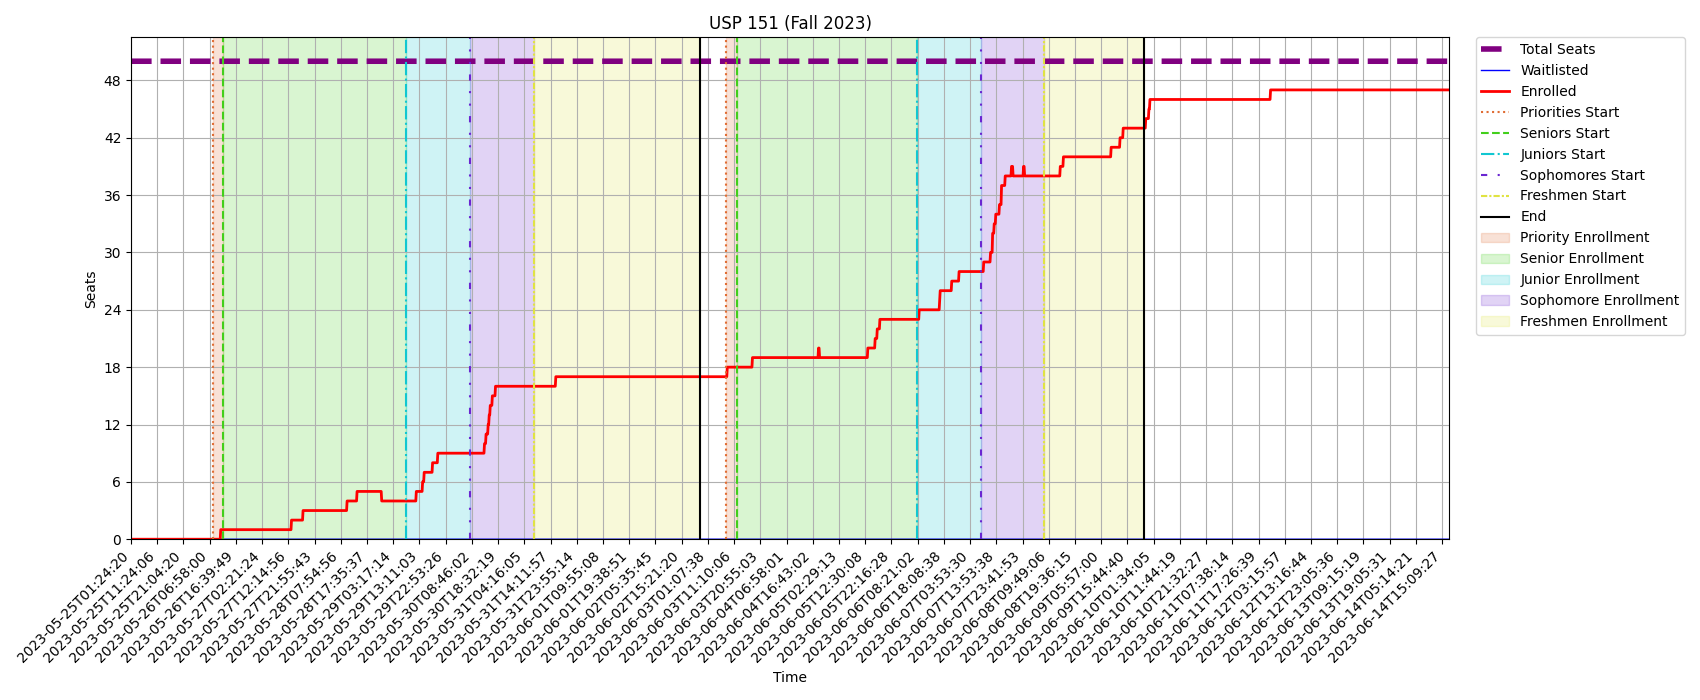 USP 151 (Fall 2023)
Seats
48
42
36
30
24
18
12
6
0
2023-05-25T01:24:20
2023-05-25T11:24:06
2023-05-25T21:04:20
2023-05-26T06:58:00
2023-05-26T16:39:49
2023-05-27T02:21:24
2023-05-27T12:14:56
2023-05-27T21:55:43
2023-05-28T07:54:56
2023-05-28T17:35:37
2023-05-29T03:17:14
2023-05-29T13:11:03
2023-05-29T22:53:26
2023-05-30T08:46:02
2023-05-30T18:32:19
2023-05-31T04:16:05
2023-05-31T14:11:57
2023-05-31T23:55:14
2023-06-01T09:55:08
2023-06-01T19:38:51
2023-06-02T05:35:45
2023-06-02T15:21:20
2023-06-03T01:07:38
2023-06-03T11:10:06
2023-06-03T20:55:03
2023-06-04T06:58:01
2023-06-04T16:43:02
2023-06-05T02:29:13
2023-06-05T12:30:08
2023-06-05T22:16:28
2023-06-06T08:21:02
2023-06-06T18:08:38
2023-06-07T03:53:30
2023-06-07T13:53:38
2023-06-07T23:41:53
2023-06-08T09:49:06
2023-06-08T19:36:15
2023-06-09T05:57:00
2023-06-09T15:44:40
2023-06-10T01:34:05
2023-06-10T11:44:19
2023-06-10T21:32:27
2023-06-11T07:38:14
2023-06-11T17:26:39
2023-06-12T03:15:57
2023-06-12T13:16:44
2023-06-12T23:05:36
2023-06-13T09:15:19
2023-06-13T19:05:31
2023-06-14T05:14:21
2023-06-14T15:09:27
Time
Total Seats
Waitlisted
Enrolled
Priorities Start
Seniors Start
Juniors Start
Sophomores Start
Freshmen Start
End
Priority Enrollment
Senior Enrollment
Junior Enrollment
Sophomore Enrollment
Freshmen Enrollment